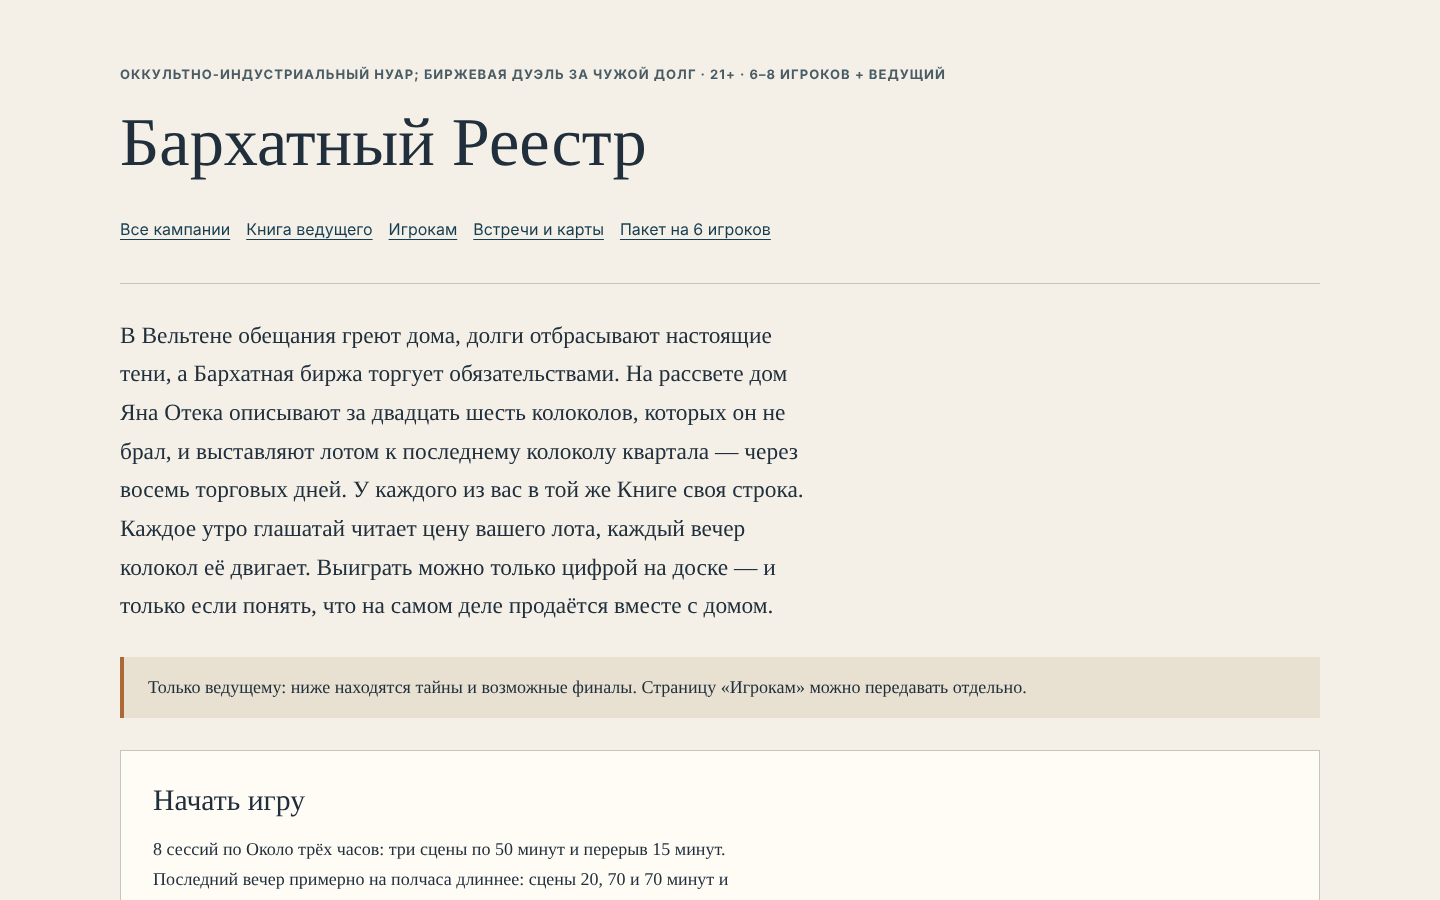 ОККУЛЬТНО-ИНДУСТРИАЛЬНЫЙ НУАР; БИРЖЕВАЯ ДУЭЛЬ ЗА ЧУЖОЙ ДОЛГ · 21+ · 6–8 ИГРОКОВ + ВЕДУЩИЙ
Бархатный Реестр
Все кампании Книга ведущего Игрокам Встречи и карты Пакет на 6 игроков
В Вельтене обещания греют дома, долги отбрасывают настоящие
тени, а Бархатная биржа торгует обязательствами. На рассвете дом
Яна Отека описывают за двадцать шесть колоколов, которых он не
брал, и выставляют лотом к последнему колоколу квартала — через
восемь торговых дней. У каждого из вас в той же Книге своя строка.
Каждое утро глашатай читает цену вашего лота, каждый вечер
колокол её двигает. Выиграть можно только цифрой на доске — и
только если понять, что на самом деле продаётся вместе с домом.
Только ведущему: ниже находятся тайны и возможные финалы. Страницу «Игрокам» можно передавать отдельно.
Начать игру
8 сессий по Около трёх часов: три сцены по 50 минут и перерыв 15 минут.
Последний вечер примерно на полчаса длиннее: сцены 20, 70 и 70 минут и